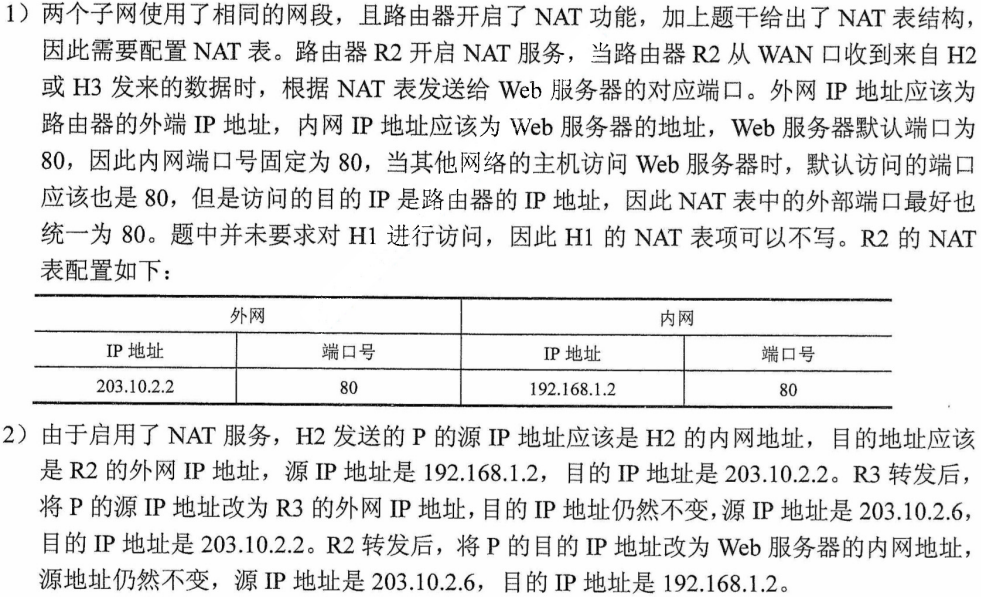 1）两个子网使用了相同的网段，且路由器开启了 NAT 功能，加上题干给出了 NAT 表结构，
因此需要配置 NAT 表。路由器 R2 开启 NAT 服务，当路由器 R2 从 WAN 口收到来自 H2
或 H3 发来的数据时，根据 NAT 表发送给 Web 服务器的对应端口。外网 IP 地址应该为
路由器的外端 IP 地址，内网 IP 地址应该为 Web 服务器的地址，Web 服务器默认端口为
80，因此内网端口号固定为 80，当其他网络的主机访问 Web 服务器时，默认访问的端口
应该也是 80，但是访问的目的 IP 是路由器的 IP 地址，因此 NAT 表中的外部端口最好也
统一为 80。题中并未要求对 H1 进行访问，因此 H1 的 NAT 表项可以不写。R2 的 NAT
表配置如下：
外网 内网
IP 地址 端口号 IP 地址 端口号
203.10.2.2 80 192.168.1.2 80
2）由于启用了 NAT 服务，H2 发送的 P 的源 IP 地址应该是 H2 的内网地址，目的地址应该
是 R2 的外网 IP 地址，源 IP 地址是 192.168.1.2，目的 IP 地址是 203.10.2.2。R3 转发后，
将 P 的源 IP 地址改为 R3 的外网 IP 地址，目的 IP 地址仍然不变，源 IP 地址是 203.10.2.6，
目的 IP 地址是 203.10.2.2。R2 转发后，将 P 的目的 IP 地址改为 Web 服务器的内网地址，
源地址仍然不变，源 IP 地址是 203.10.2.6，目的 IP 地址是 192.168.1.2。